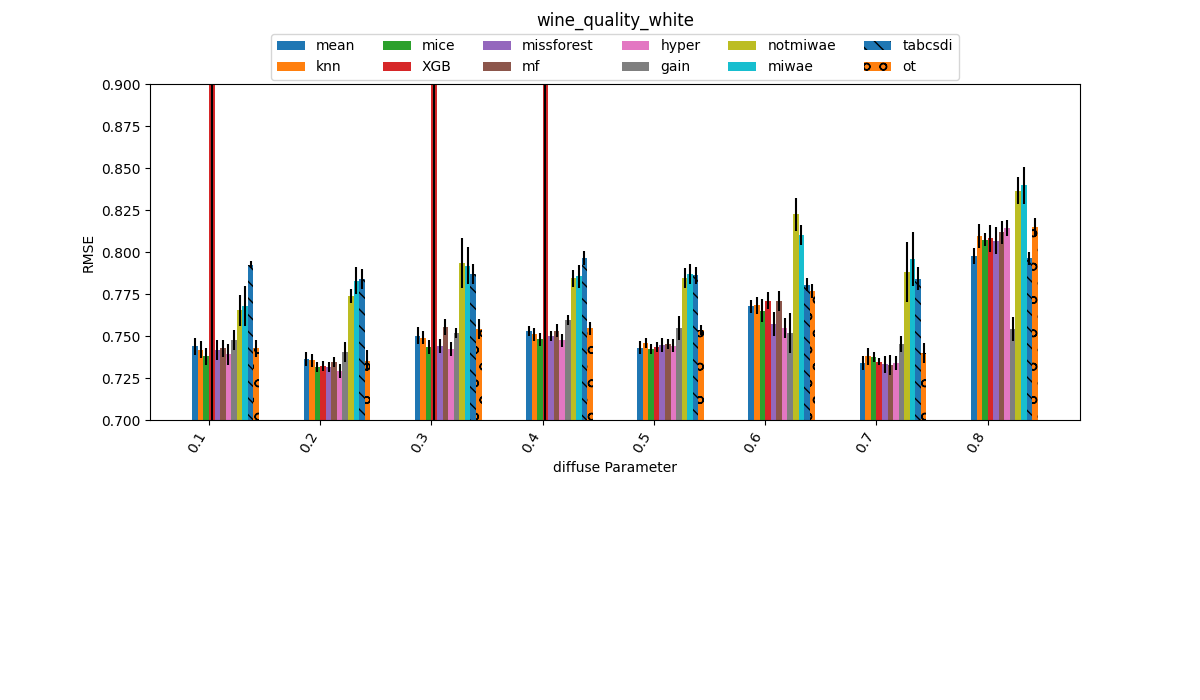 wine_quality_white
mean mice missforest hyper notmiwae tabcsdi
knn XGB mf gain miwae ot
0.900
0.875
0.850
0.825
0.800
0.775
0.750
0.725
0.700
RMSE
0.1 0.2 0.3 0.4 0.5 0.6 0.7 0.8
diffuse Parameter